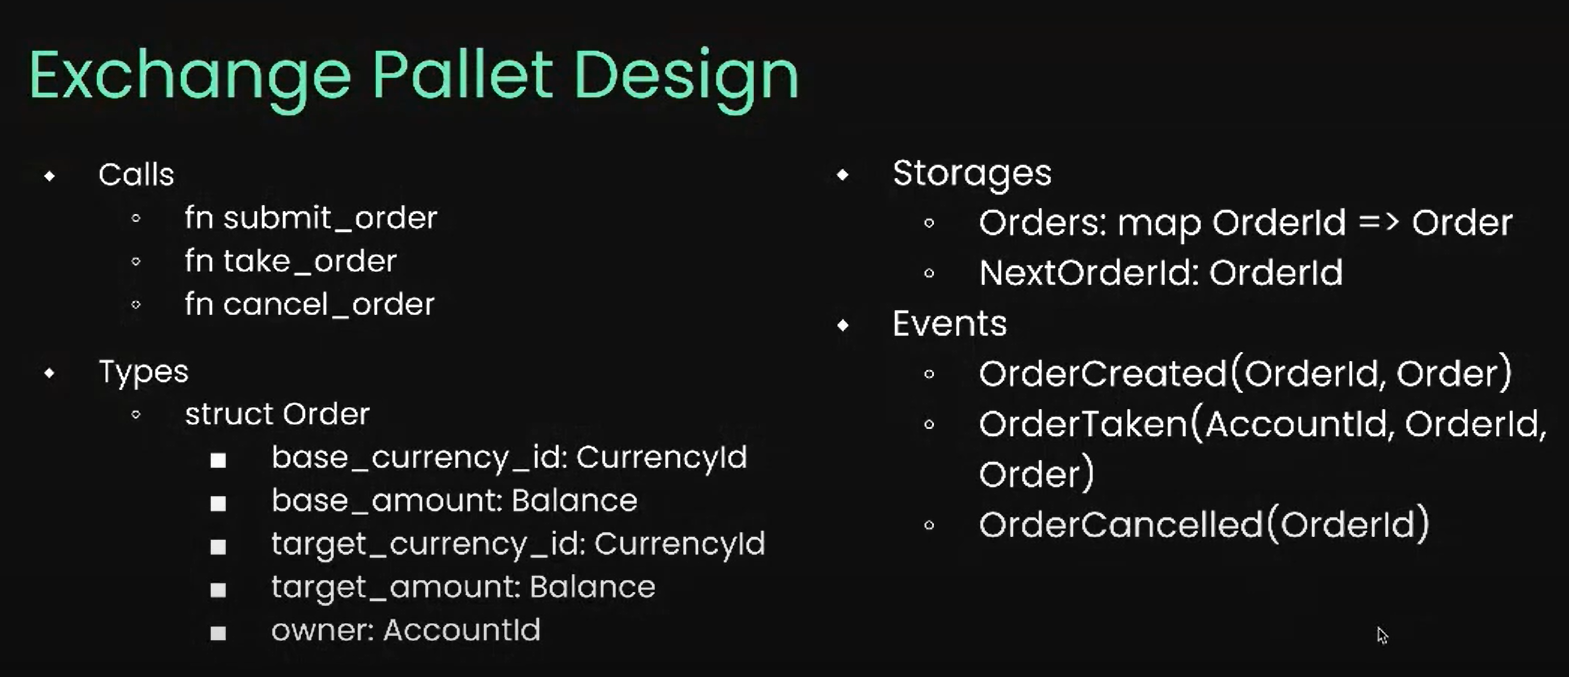 Exchange Pallet Design
Calls
fn submit_order
fn take_order
fn cancel_order
Types
struct Order
base_currency_id: CurrencyId
base_amount: Balance
target_currency_id: CurrencyId
target_amount: Balance
owner: AccountId
Storages
Orders: map OrderId => Order
NextOrderId: OrderId
Events
OrderCreated(OrderId, Order)
OrderTaken(AccountId, OrderId,
Order)
OrderCancelled(OrderId)